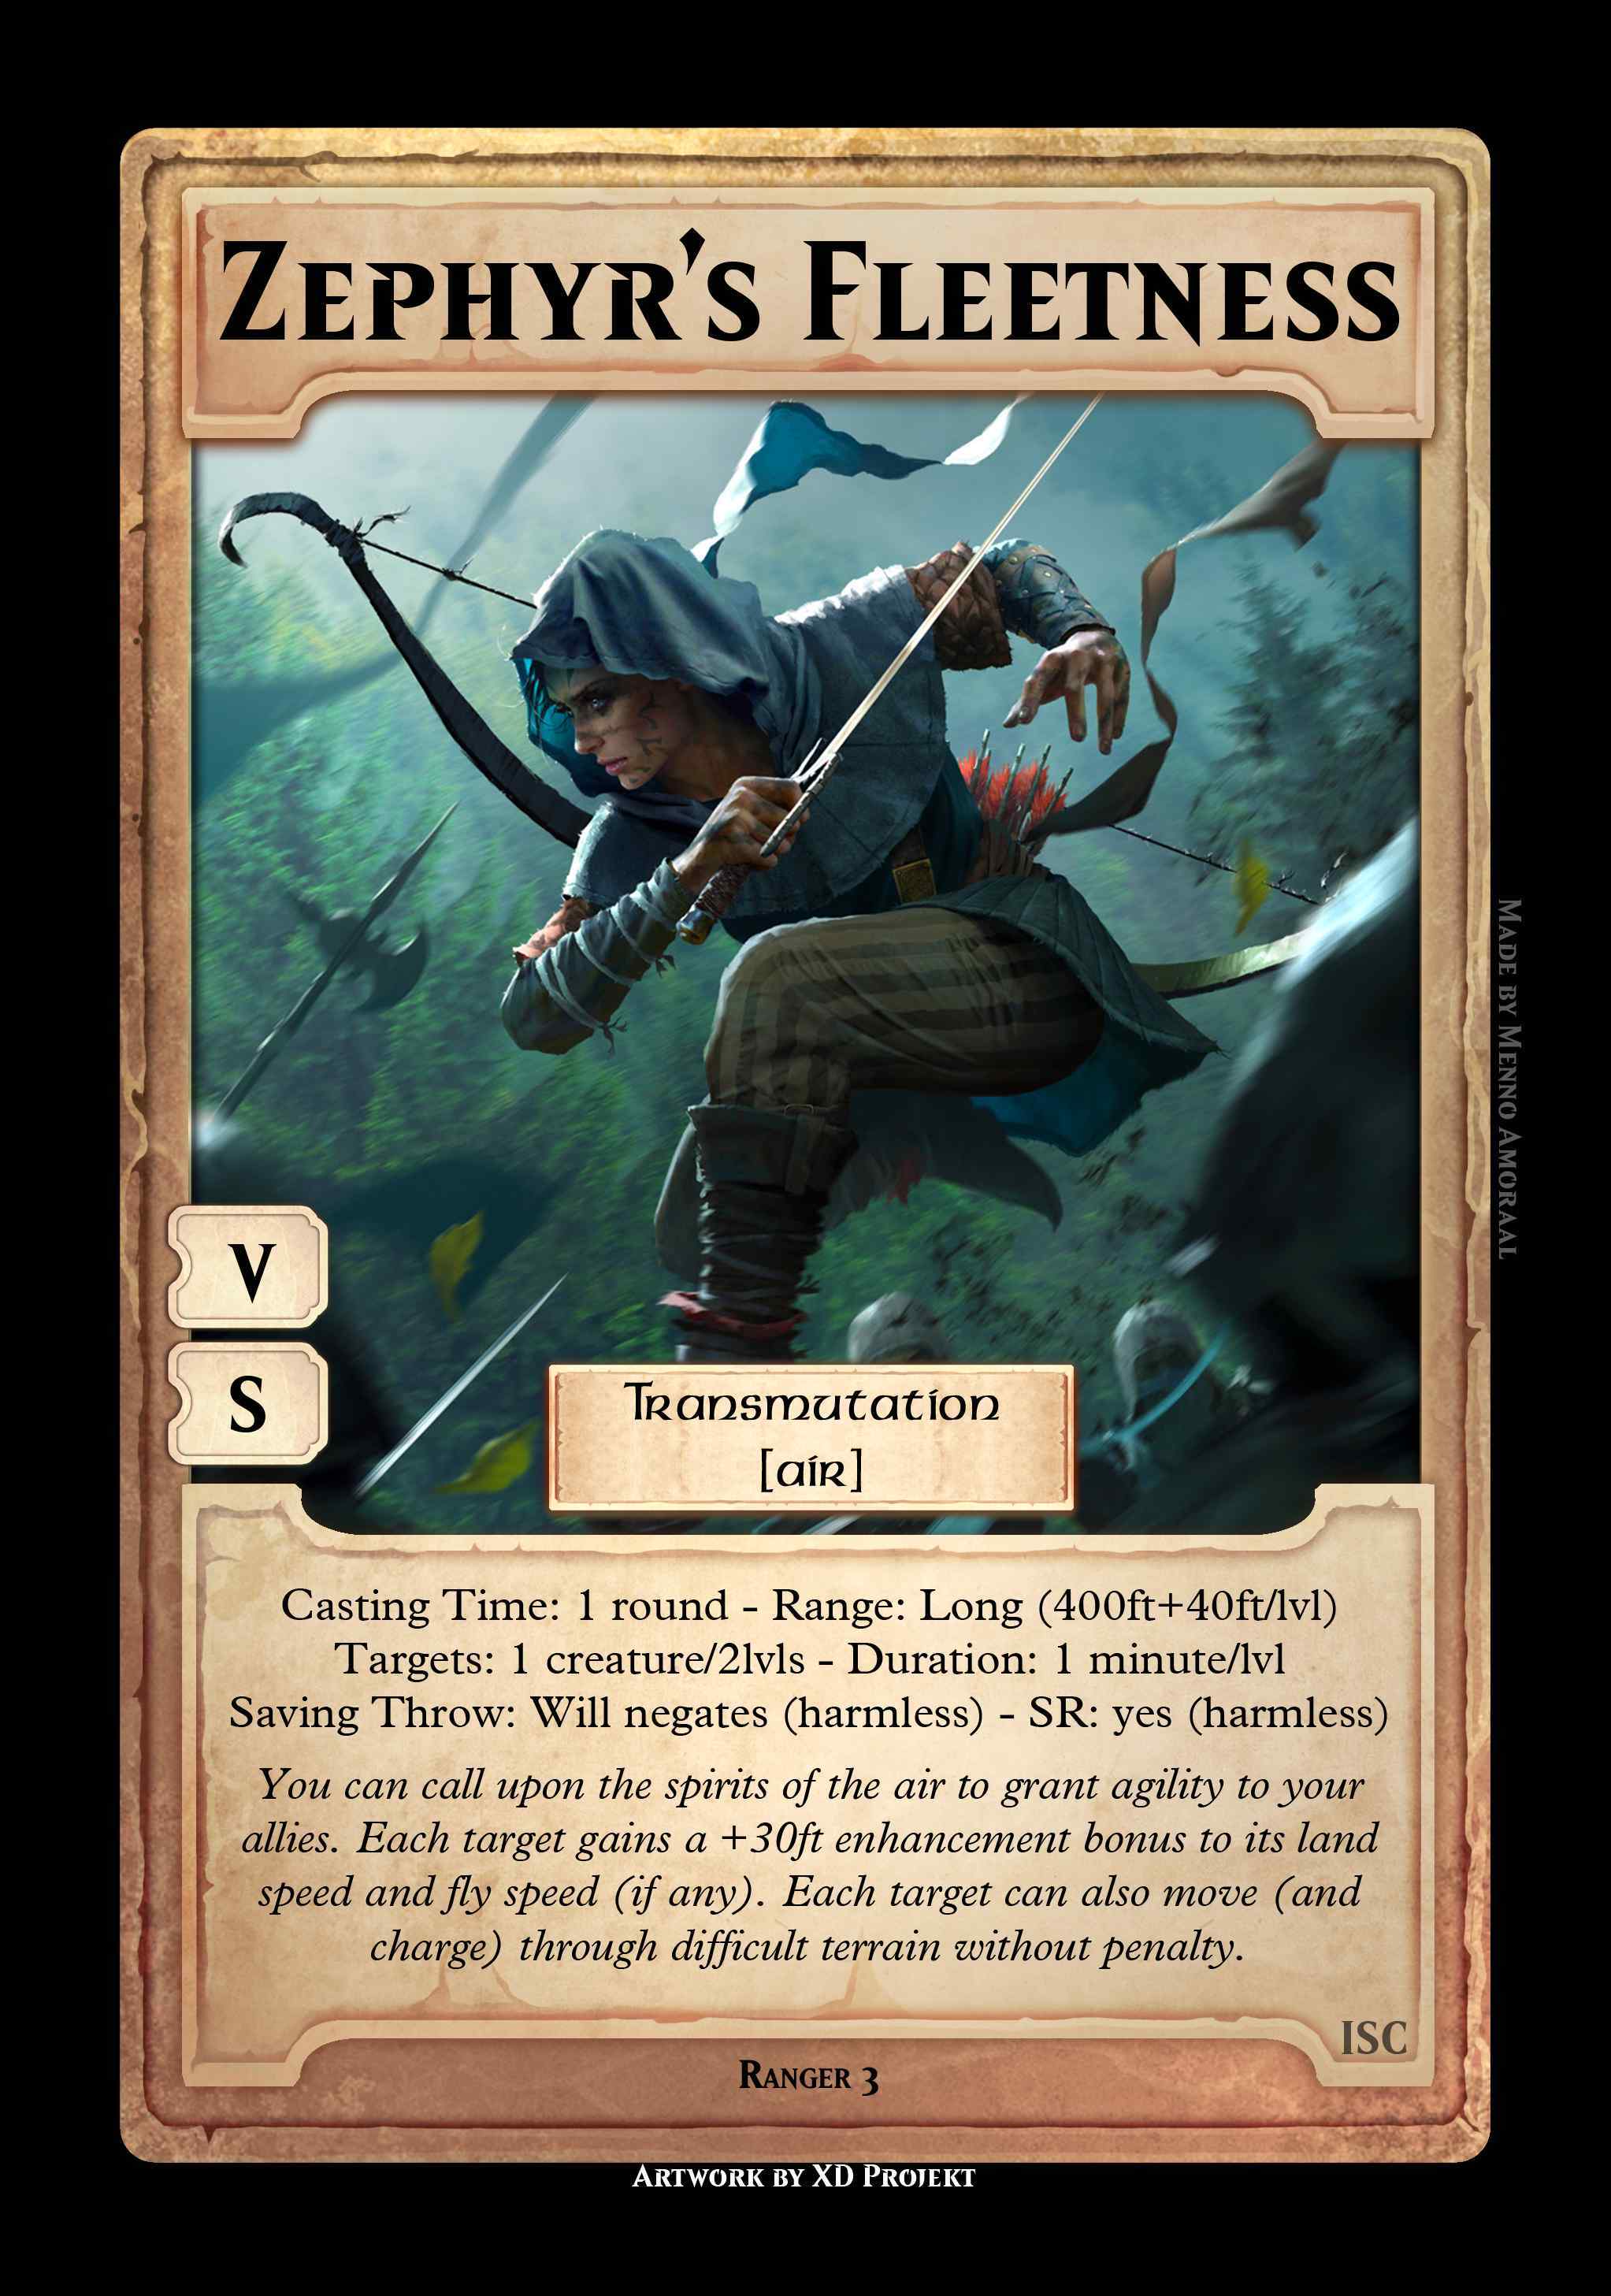 Zephyr's Fleetness
V
S
Transmutation
[air]
Casting Time: 1 round - Range: Long (400ft+40ft/lvl)
Targets: 1 creature/2lvls - Duration: 1 minute/lvl
Saving Throw: Will negates (harmless) - SR: yes (harmless)
You can call upon the spirits of the air to grant agility to your
allies. Each target gains a +30ft enhancement bonus to its land
speed and fly speed (if any). Each target can also move (and
charge) through difficult terrain without penalty.
ISC
Ranger 3
Artwork by XD Projekt
Made by Menno Amoraal